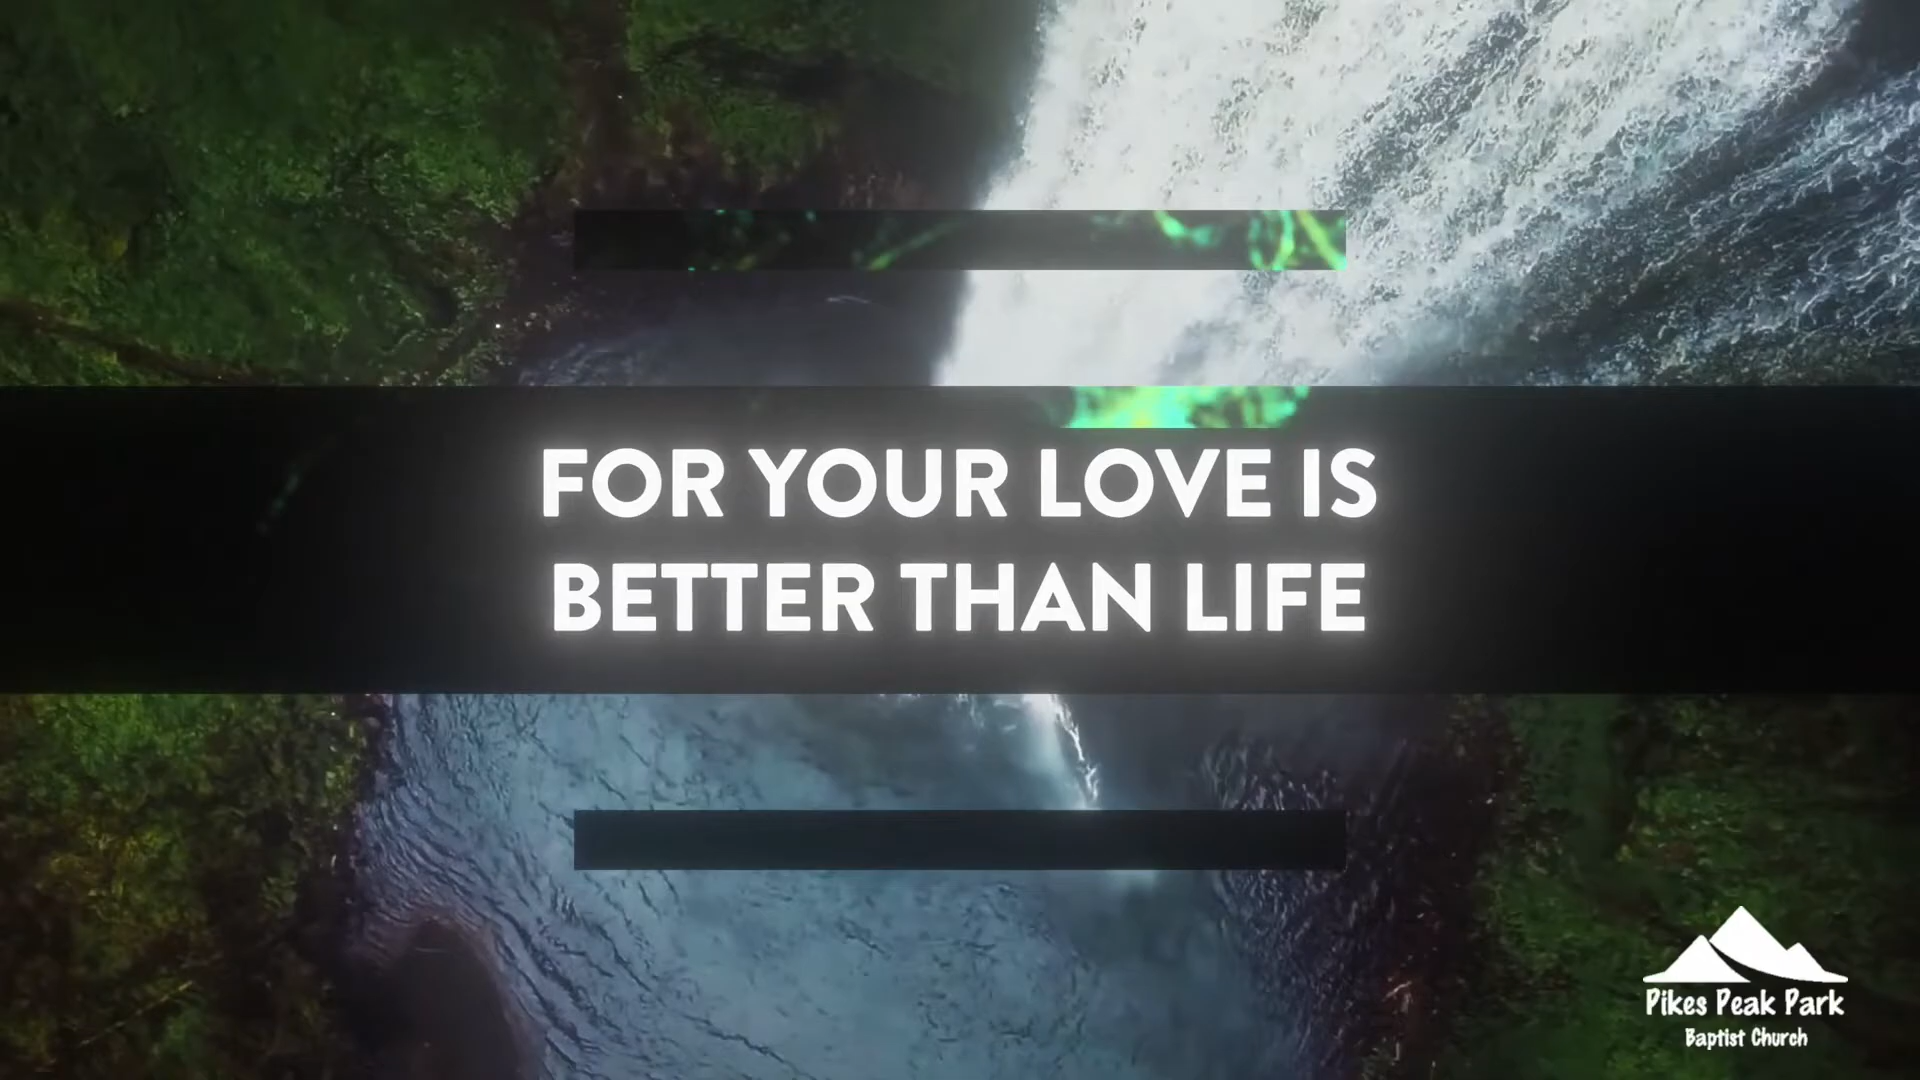 FOR YOUR LOVE IS
BETTER THAN LIFE
Pikes Peak Park
Baptist Church